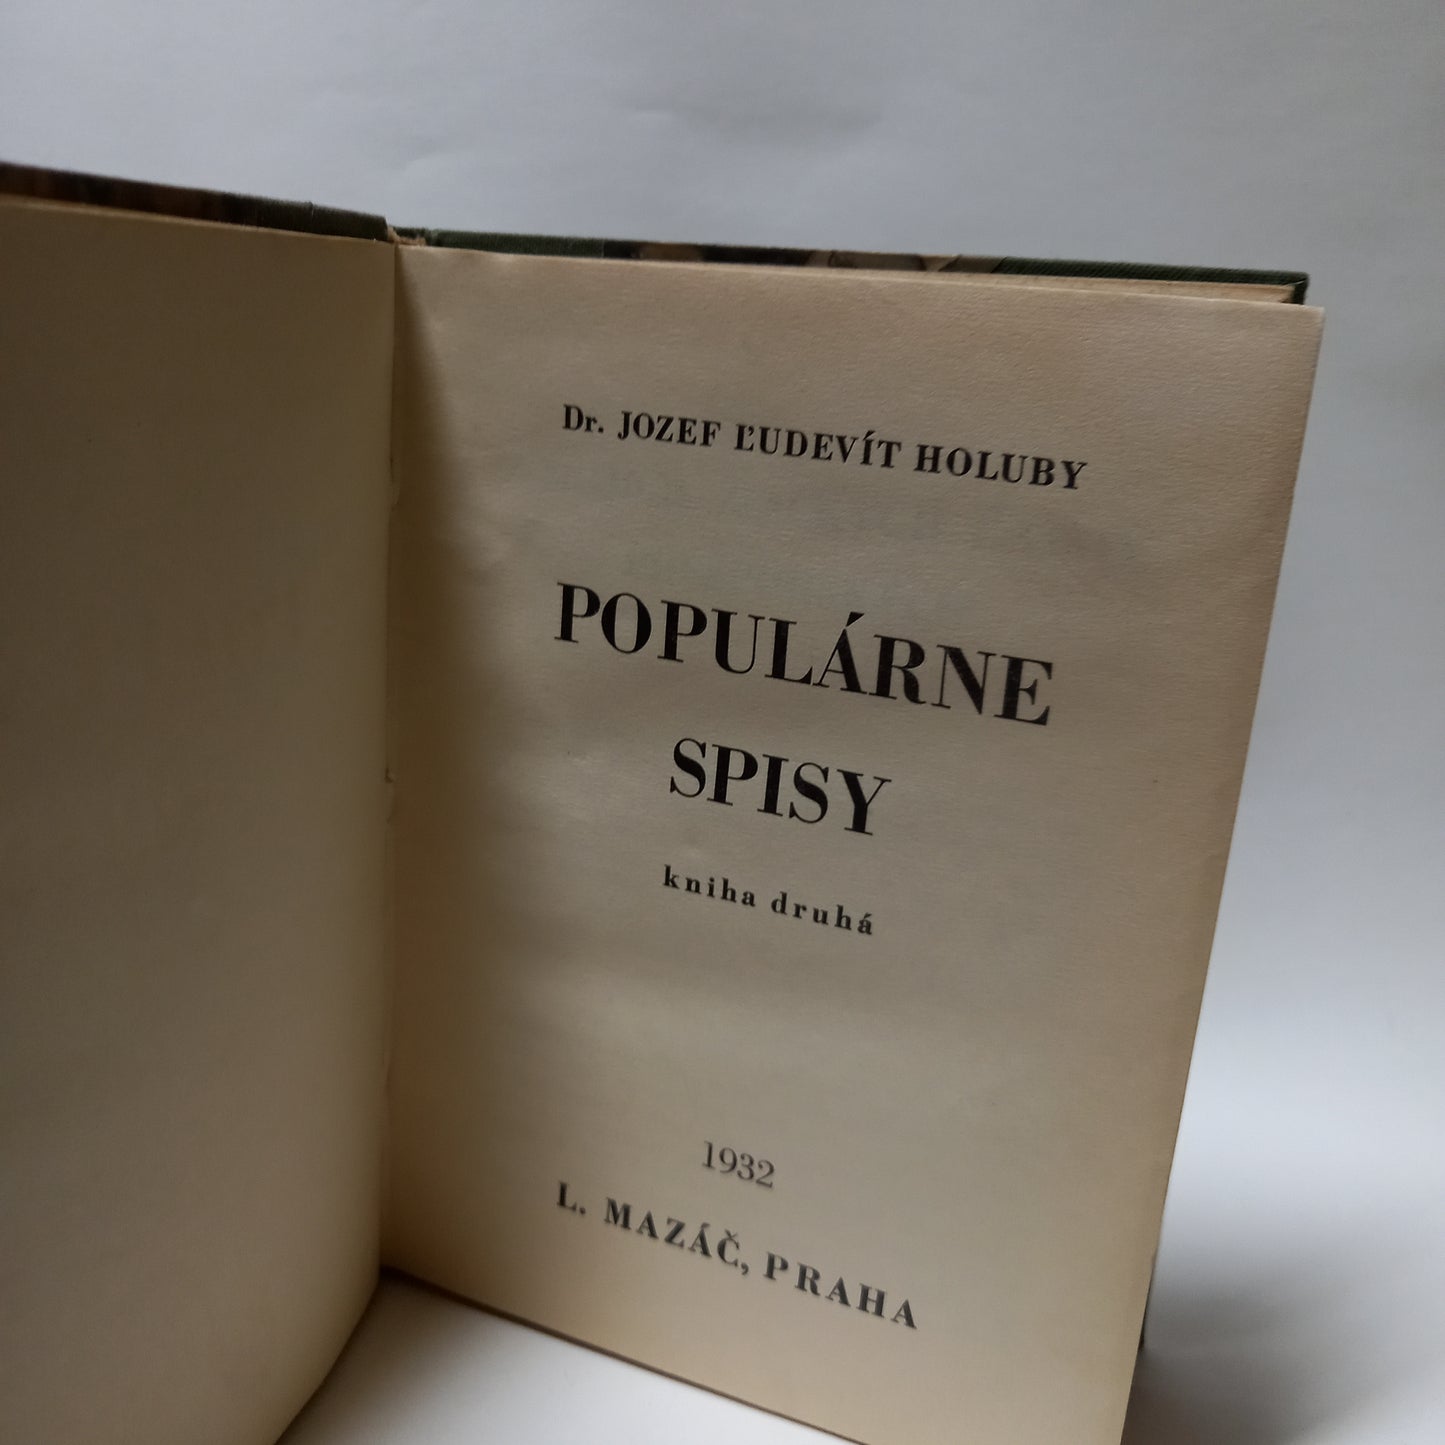 Dr. JOZEF ĽUDEVÍT HOLUBY
POPULÁRNE
SPISY
kniha druhá
1932
L. MAZÁČ, PRAHA